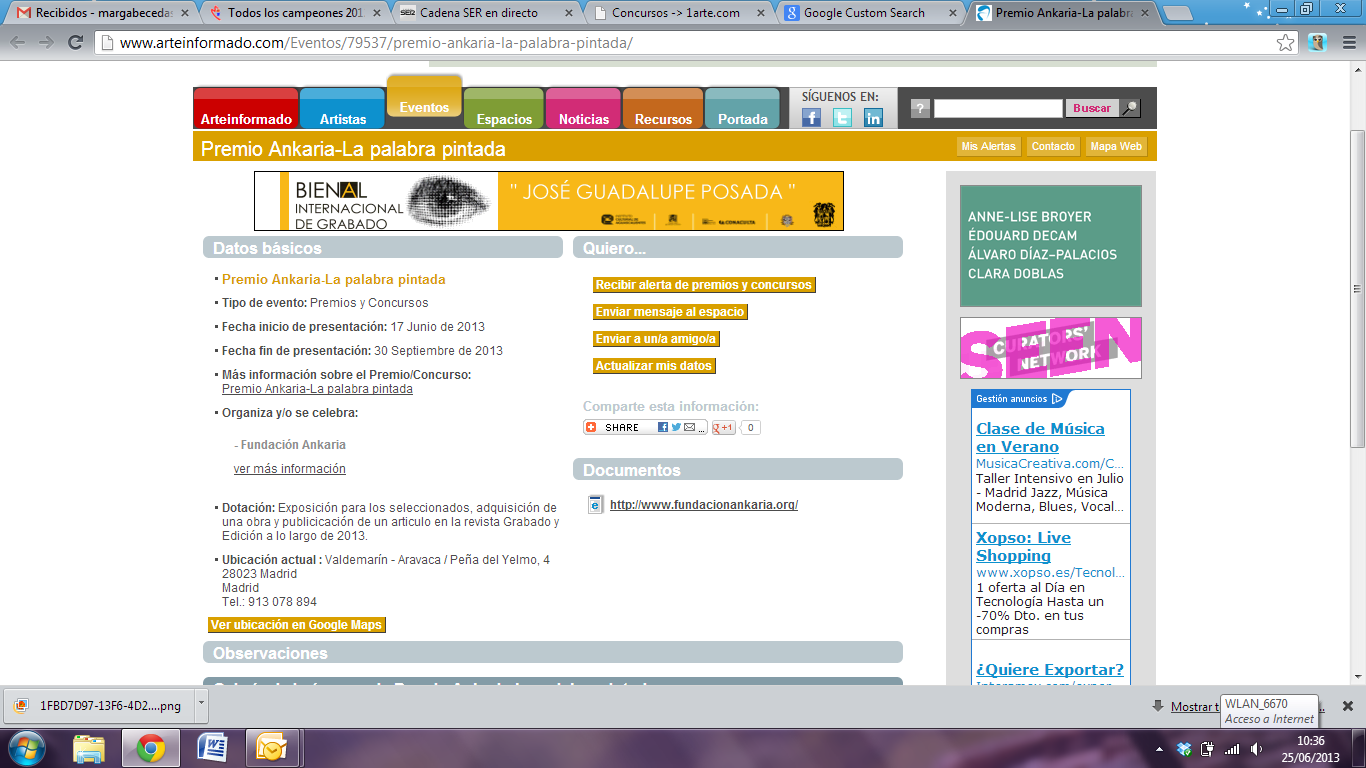 Recibidos - margabecedas
Todos los campeones 201
Cadena SER en directo
Concursos -> 1arte.com
Google Custom Search
Premio Ankaria-La palabra
www.arteinformado.com/Eventos/79537/premio-ankaria-la-palabra-pintada/
Arteinformado
Artistas
Eventos
Espacios
Noticias
Recursos
Portada
SÍGUENOS EN:
? Buscar
Premio Ankaria-La palabra pintada
Mis Alertas
Contacto
Mapa Web
BIENAL
INTERNACIONAL
DE GRABADO
" JOSÉ GUADALUPE POSADA "
Datos básicos
Premio Ankaria-La palabra pintada
Tipo de evento: Premios y Concursos
Fecha inicio de presentación: 17 Junio de 2013
Fecha fin de presentación: 30 Septiembre de 2013
Más información sobre el Premio/Concurso:
Premio Ankaria-La palabra pintada
Organiza y/o se celebra:
- Fundación Ankaria
ver más información
Dotación: Exposición para los seleccionados, adquisición de
una obra y publicicación de un articulo en la revista Grabado y
Edición a lo largo de 2013.
Ubicación actual : Valdemarín - Aravaca / Peña del Yelmo, 4
28023 Madrid
Madrid
Tel.: 913 078 894
Ver ubicación en Google Maps
Observaciones
Quiero...
Recibir alerta de premios y concursos
Enviar mensaje al espacio
Enviar a un/a amigo/a
Actualizar mis datos
Comparte esta información:
SHARE ... g +1 0
Documentos
http://www.fundacionankaria.org/
ANNE-LISE BROYER
ÉDOUARD DECAM
ÁLVARO DÍAZ–PALACIOS
CLARA DOBLAS
SEEN
CURATORS'
NETWORK
Gestión anuncios
Clase de Música
en Verano
MusicaCreativa.com/C...
Taller Intensivo en Julio
- Madrid Jazz, Música
Moderna, Blues, Vocal...
Xopso: Live
Shopping
www.xopso.es/Tecnol...
1 oferta al Día en
Tecnología Hasta un
-70% Dto. en tus
compras
¿Quiere Exportar?
1FBD7D97-13F6-4D2....png
Mostrar t
WLAN_6670
Acceso a Internet
10:36
25/06/2013